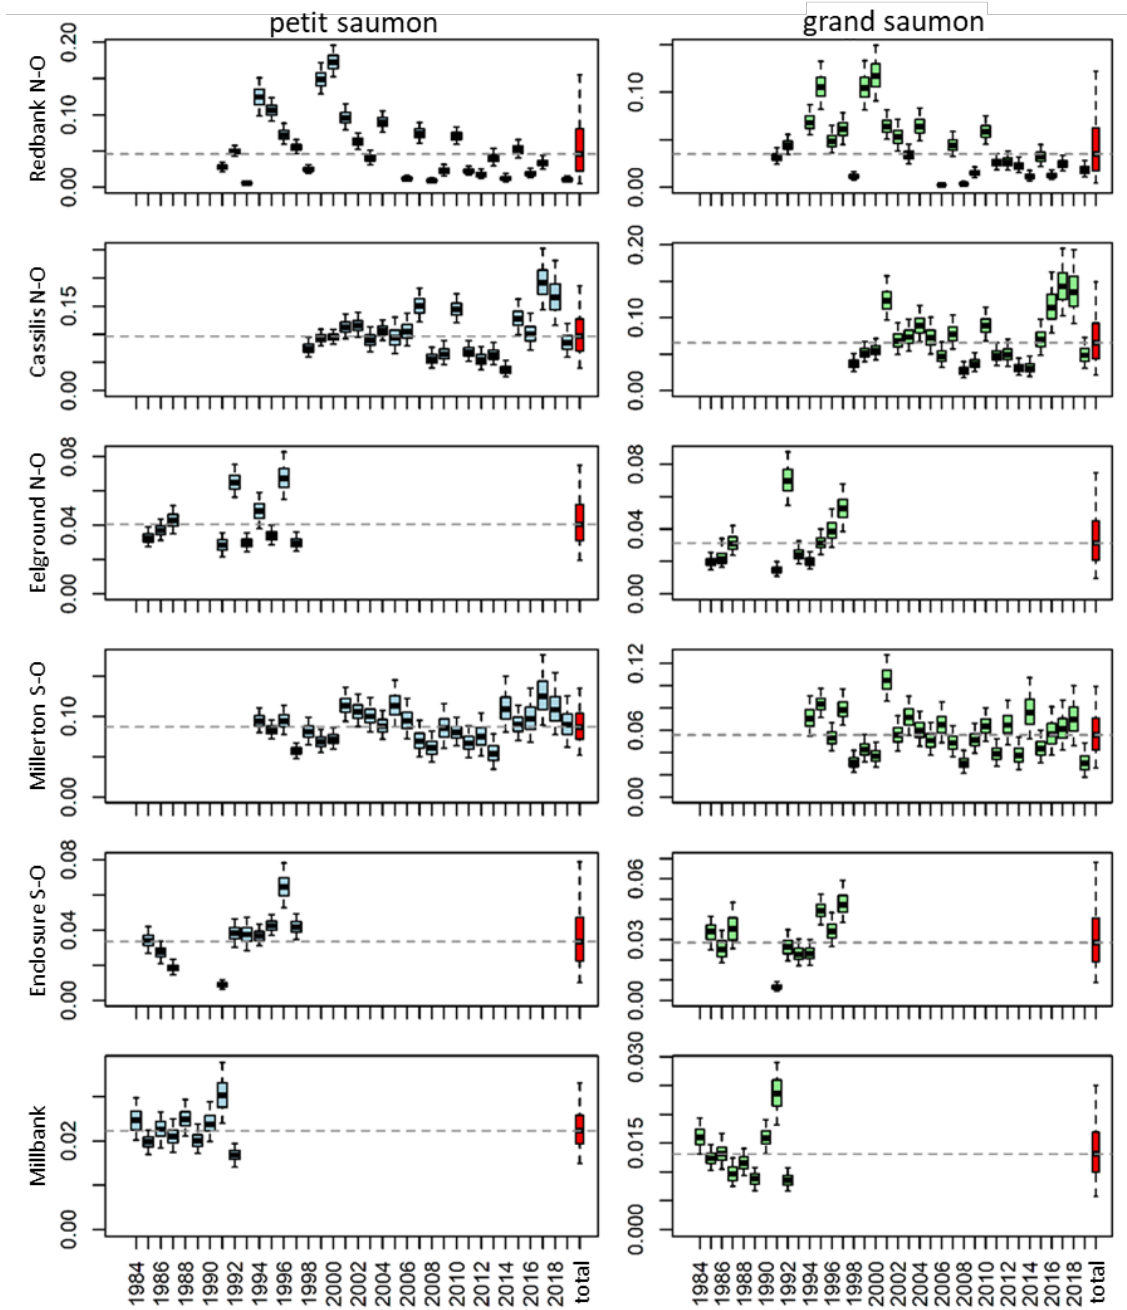 petit saumon grand saumon
Redbank N-O
0.00 0.10 0.20
0.00 0.10
Cassilis N-O
0.00 0.15
0.00 0.10 0.20
Eelground N-O
0.00 0.04 0.08
0.00 0.04 0.08
Millerton S-O
0.00 0.10
0.00 0.06 0.12
Enclosure S-O
0.00 0.04 0.08
0.00 0.03 0.06
Millbank
0.00 0.02
0.000 0.015 0.030
1984 1986 1988 1990 1992 1994 1996 1998 2000 2002 2004 2006 2008 2010 2012 2014 2016 2018 total
1984 1986 1988 1990 1992 1994 1996 1998 2000 2002 2004 2006 2008 2010 2012 2014 2016 2018 total